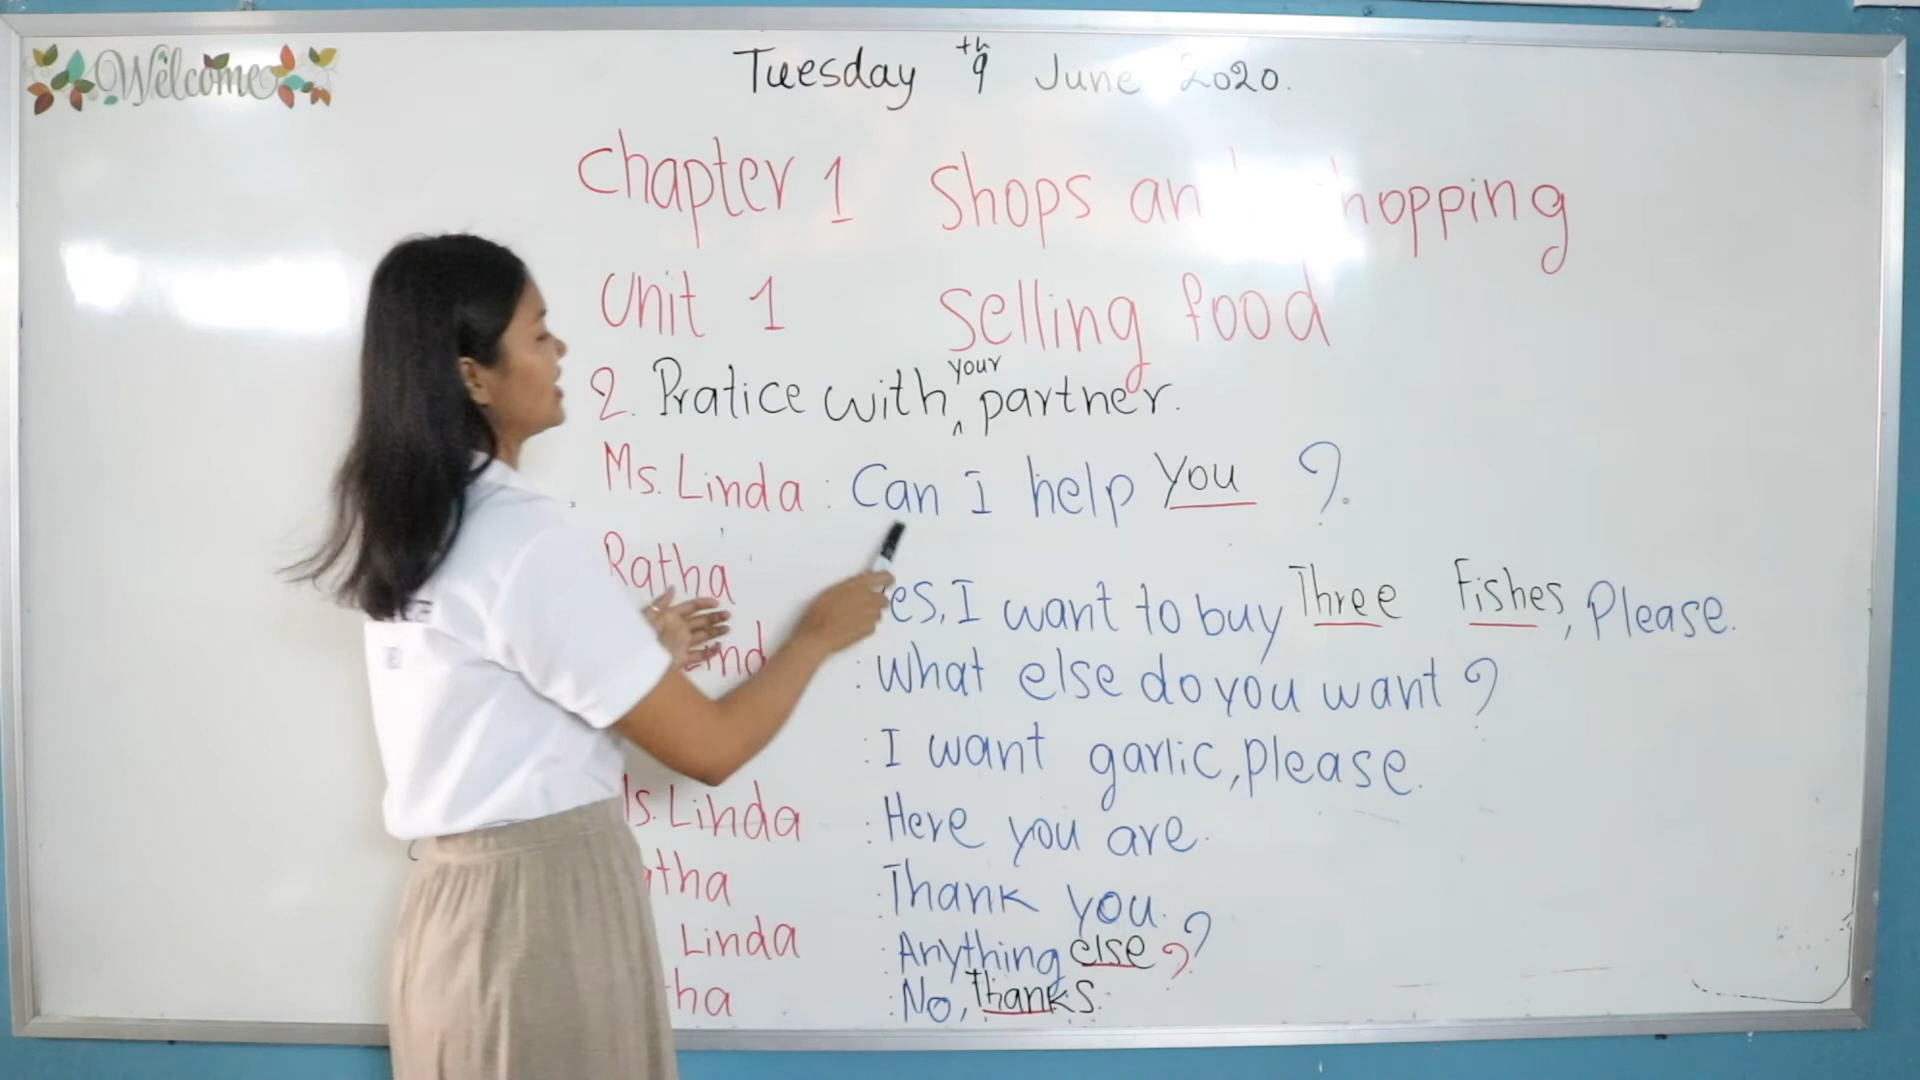 Welcome
Tuesday 9th June 2020.
Chapter 1 Shops an hopping
Unit 1 Selling food
2. Pratice with your partner.
Ms. Linda : Can I help you ?
Ratha es, I want to buy Three Fishes, Please.
: What else do you want ?
: I want garlic, please.
s. Linda : Here you are.
tha : Thank you.
Linda : Anything else ??
ha : No, thanks.